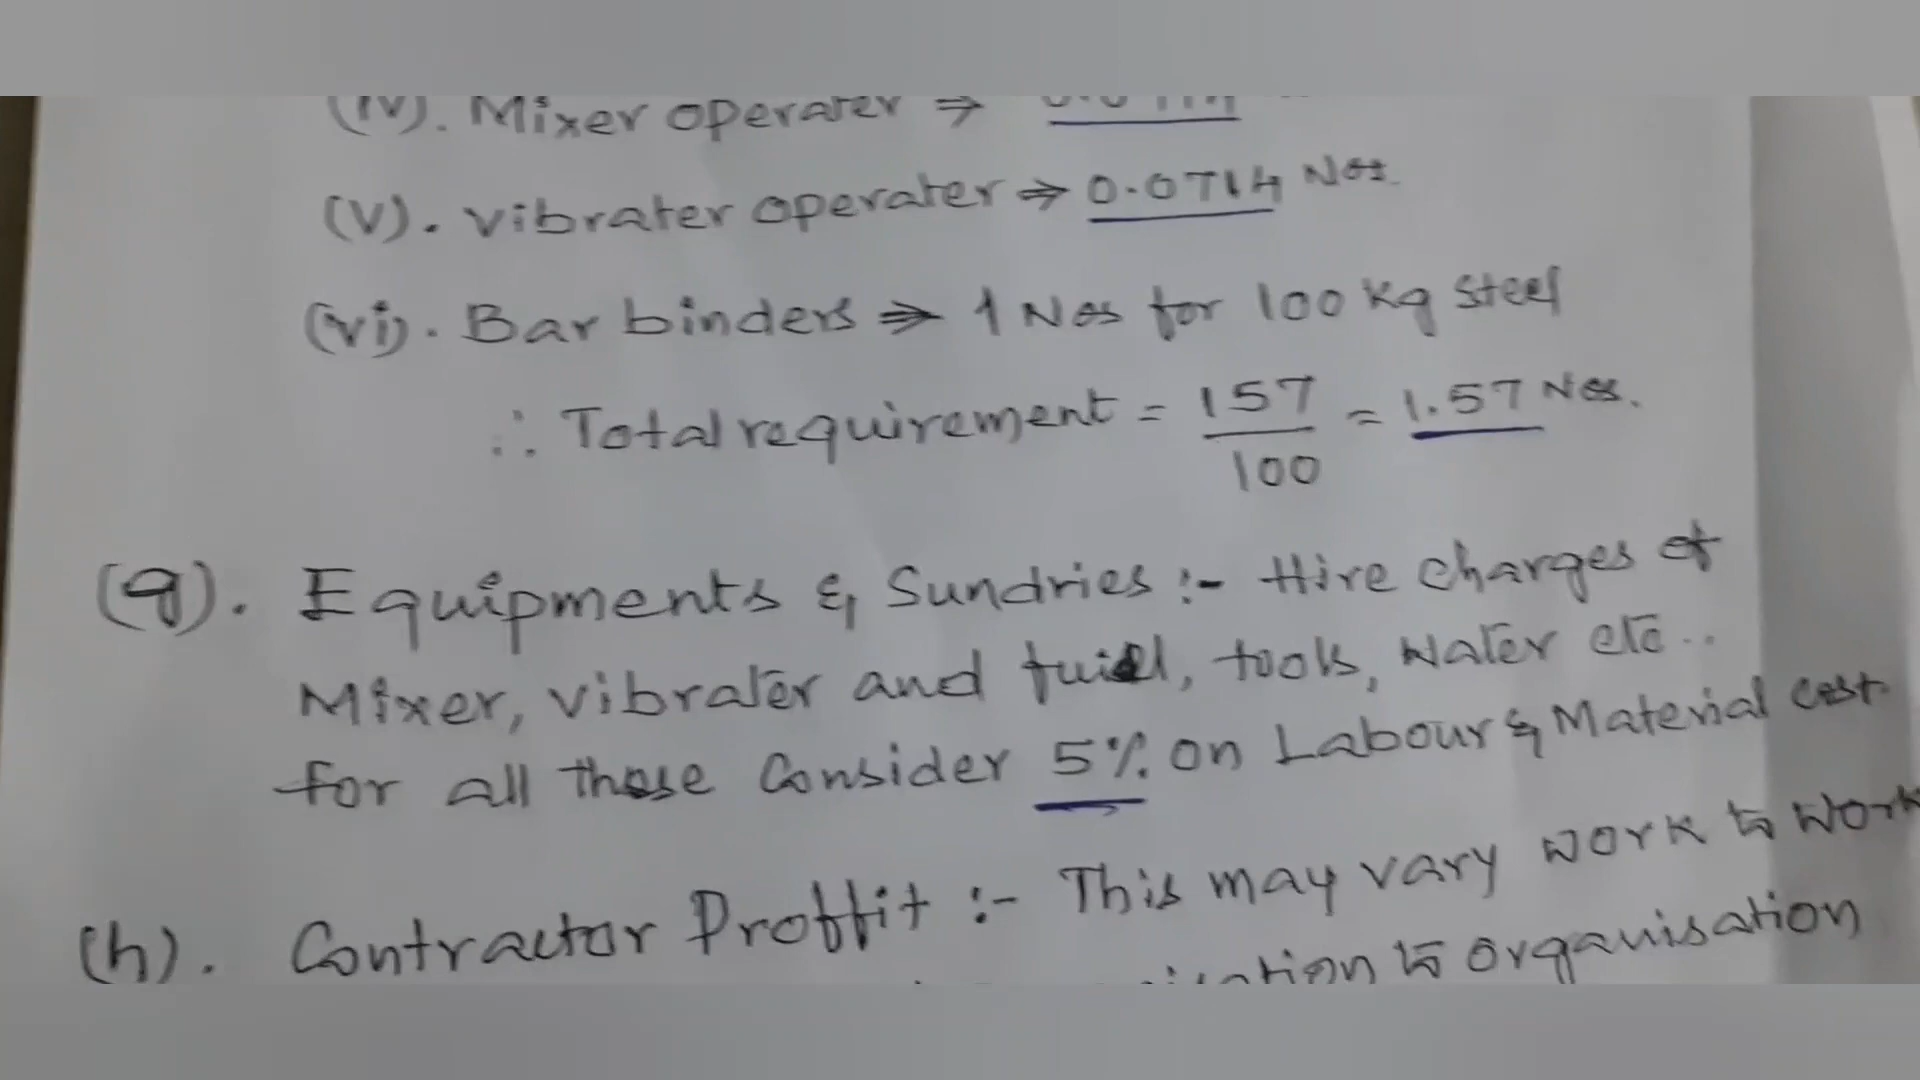 (iv). Mixer operater ⇒
(v). vibrater operater ⇒ 0.0714 Nos.
(vi). Bar binders ⇒ 1 Nos for 100 kg steel
∴ Total requirement = 157/100 = 1.57 Nos.
(g). Equipments & Sundries :- Hire charges of
Mixer, vibrater and fuel, tools, water etc..
for all these Consider 5% on Labour & Material cost.
(h). Contractor Proffit :- This may vary work to work
to organisation